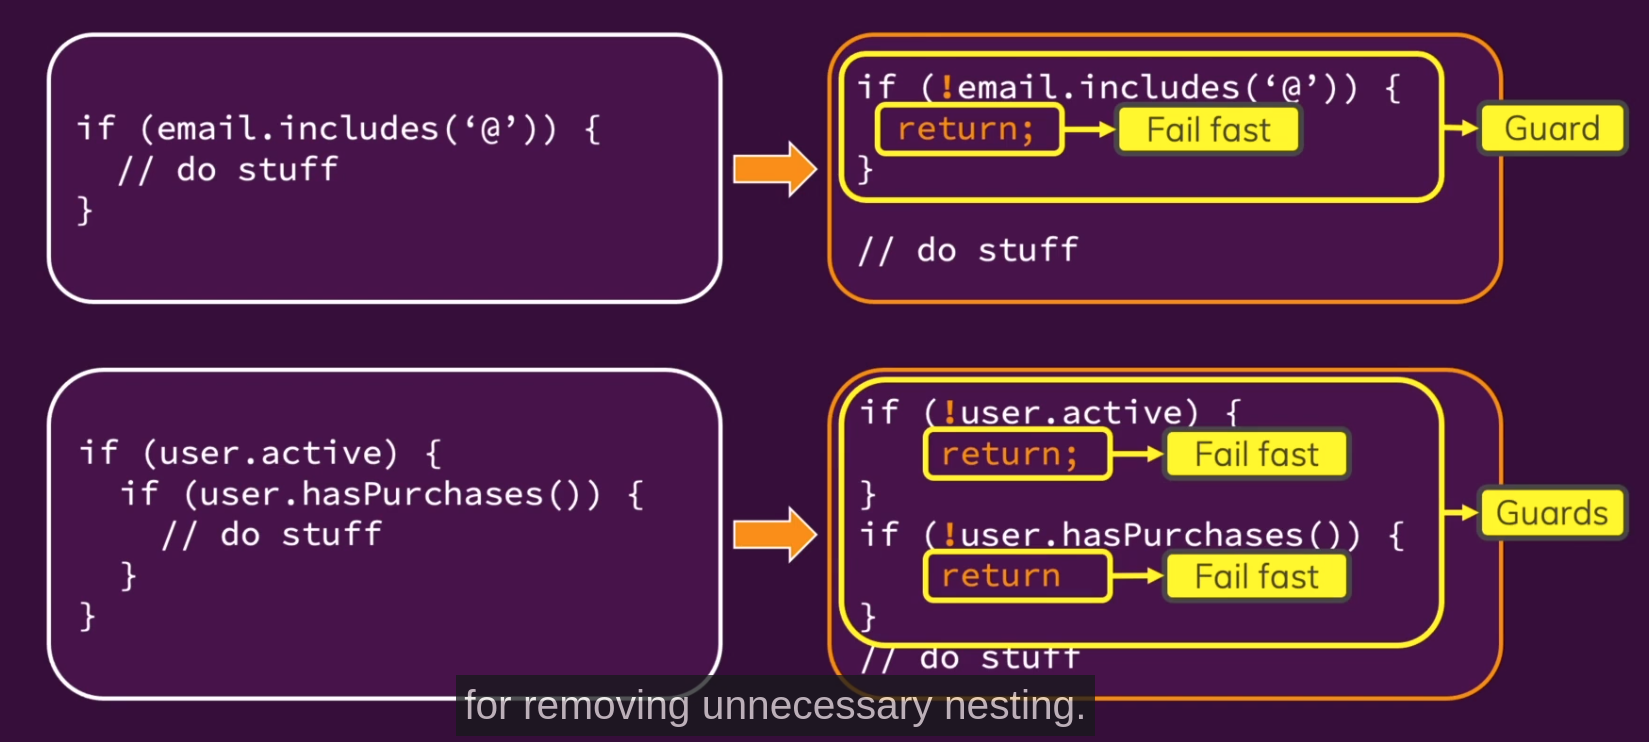 if (email.includes(‘@’)) {
// do stuff
}
if (!email.includes(‘@’)) {
return;
Fail fast
}
// do stuff
Guard
if (user.active) {
if (user.hasPurchases()) {
// do stuff
}
}
if (!user.active) {
return;
Fail fast
}
if (!user.hasPurchases()) {
return
Fail fast
}
// do stuff
Guards
for removing unnecessary nesting.